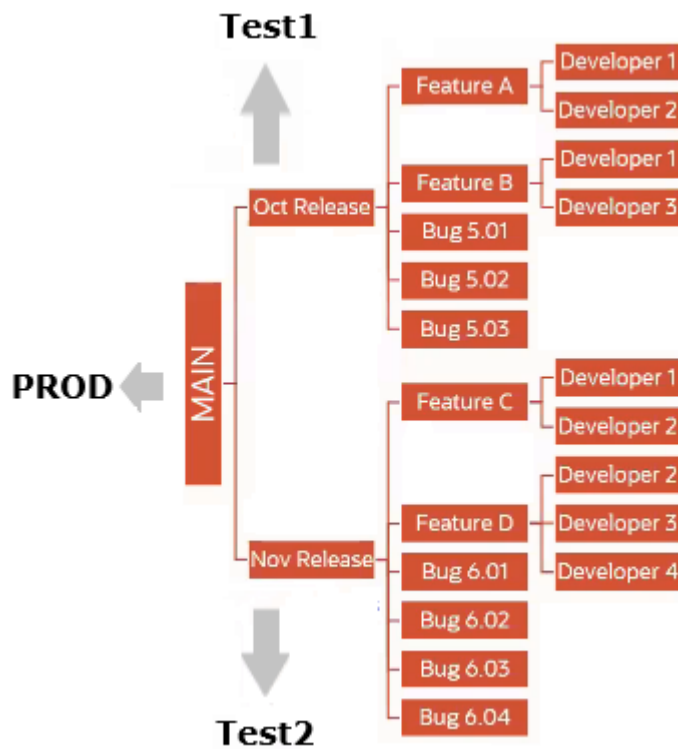 Test1
Developer 1
Feature A
Developer 2
Developer 1
Feature B
Oct Release
Developer 3
Bug 5.01
Bug 5.02
Bug 5.03
MAIN
PROD
Developer 1
Feature C
Developer 2
Developer 2
Feature D
Developer 3
Nov Release
Bug 6.01
Developer 4
Bug 6.02
Bug 6.03
Bug 6.04
Test2